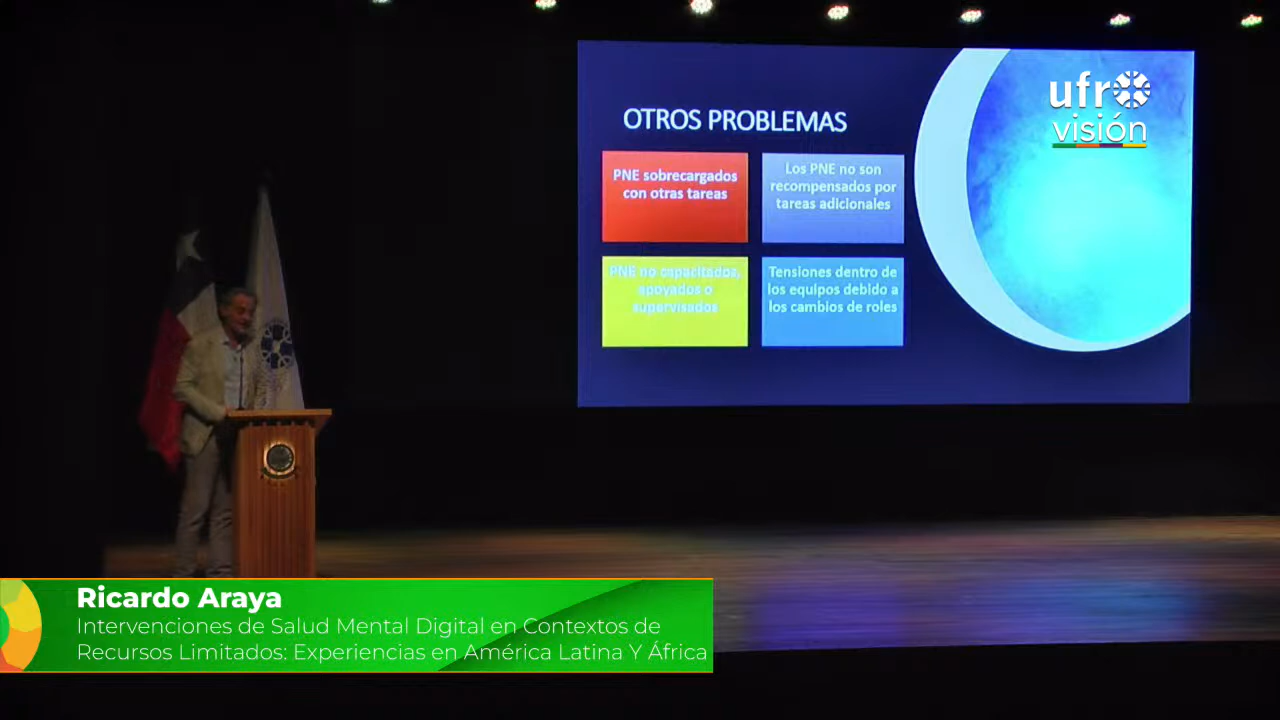 ufro
visión
OTROS PROBLEMAS
PNE sobrecargados
con otras tareas
Los PNE no son
recompensados por
tareas adicionales
PNE no capacitados,
apoyados o
supervisados
Tensiones dentro de
los equipos debido a
los cambios de roles
Ricardo Araya
Intervenciones de Salud Mental Digital en Contextos de
Recursos Limitados: Experiencias en América Latina Y África